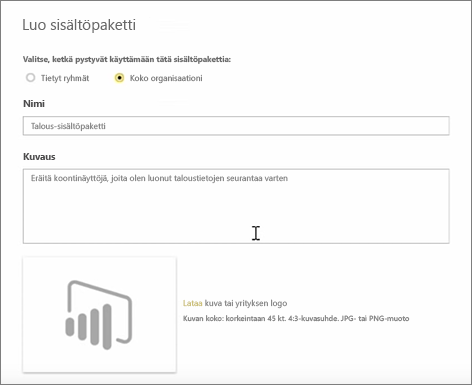 Luo sisältöpaketti
Valitse, ketkä pystyvät käyttämään tätä sisältöpakettia:
Tietyt ryhmät
Koko organisaationi
Nimi
Talous-sisältöpaketti
Kuvaus
Eräitä koontinäyttöjä, joita olen luonut taloustietojen seurantaa varten
Lataa kuva tai yrityksen logo
Kuvan koko: korkeintaan 45 kt. 4:3-kuvasuhde. JPG- tai PNG-muoto